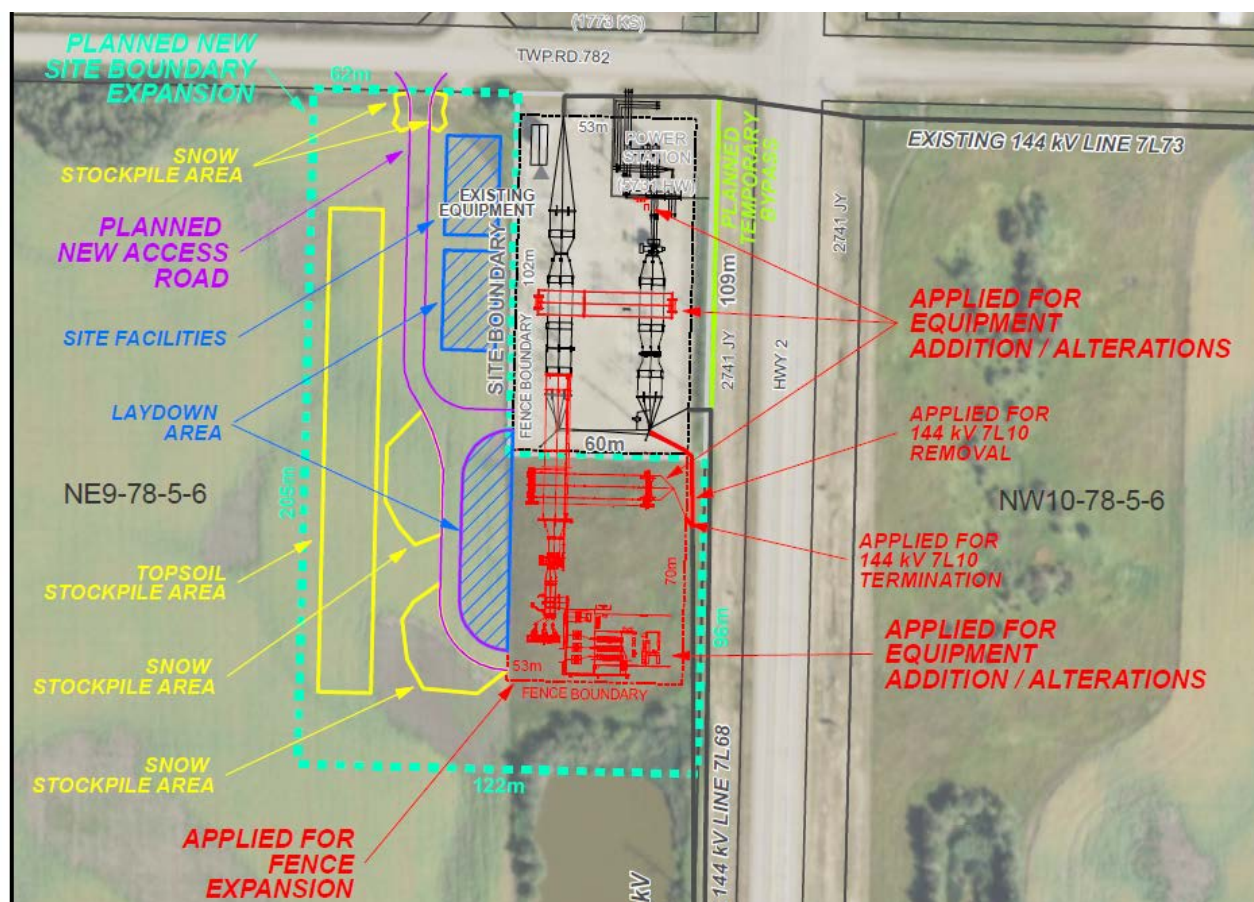 (1773 KS)
TWP.RD.782
PLANNED NEW
SITE BOUNDARY
EXPANSION
62m
SNOW
STOCKPILE AREA
PLANNED
NEW ACCESS
ROAD
SITE FACILITIES
LAYDOWN
AREA
EXISTING
EQUIPMENT
SITE BOUNDARY
FENCE BOUNDARY
102m
53m
POWER
STATION
(5731 HW)
PLANNED
TEMPORARY
BYPASS
109m
2741 JY
HWY 2
2741 JY
EXISTING 144 kV LINE 7L73
APPLIED FOR
EQUIPMENT
ADDITION / ALTERATIONS
APPLIED FOR
144 kV 7L10
REMOVAL
60m
NE9-78-5-6
205m
NW10-78-5-6
TOPSOIL
STOCKPILE AREA
APPLIED FOR
144 kV 7L10
TERMINATION
70m
96m
SNOW
STOCKPILE AREA
APPLIED FOR
EQUIPMENT
ADDITION / ALTERATIONS
53m
FENCE BOUNDARY
SNOW
STOCKPILE AREA
122m
APPLIED FOR
FENCE
EXPANSION
kV
144 kV LINE 7L68